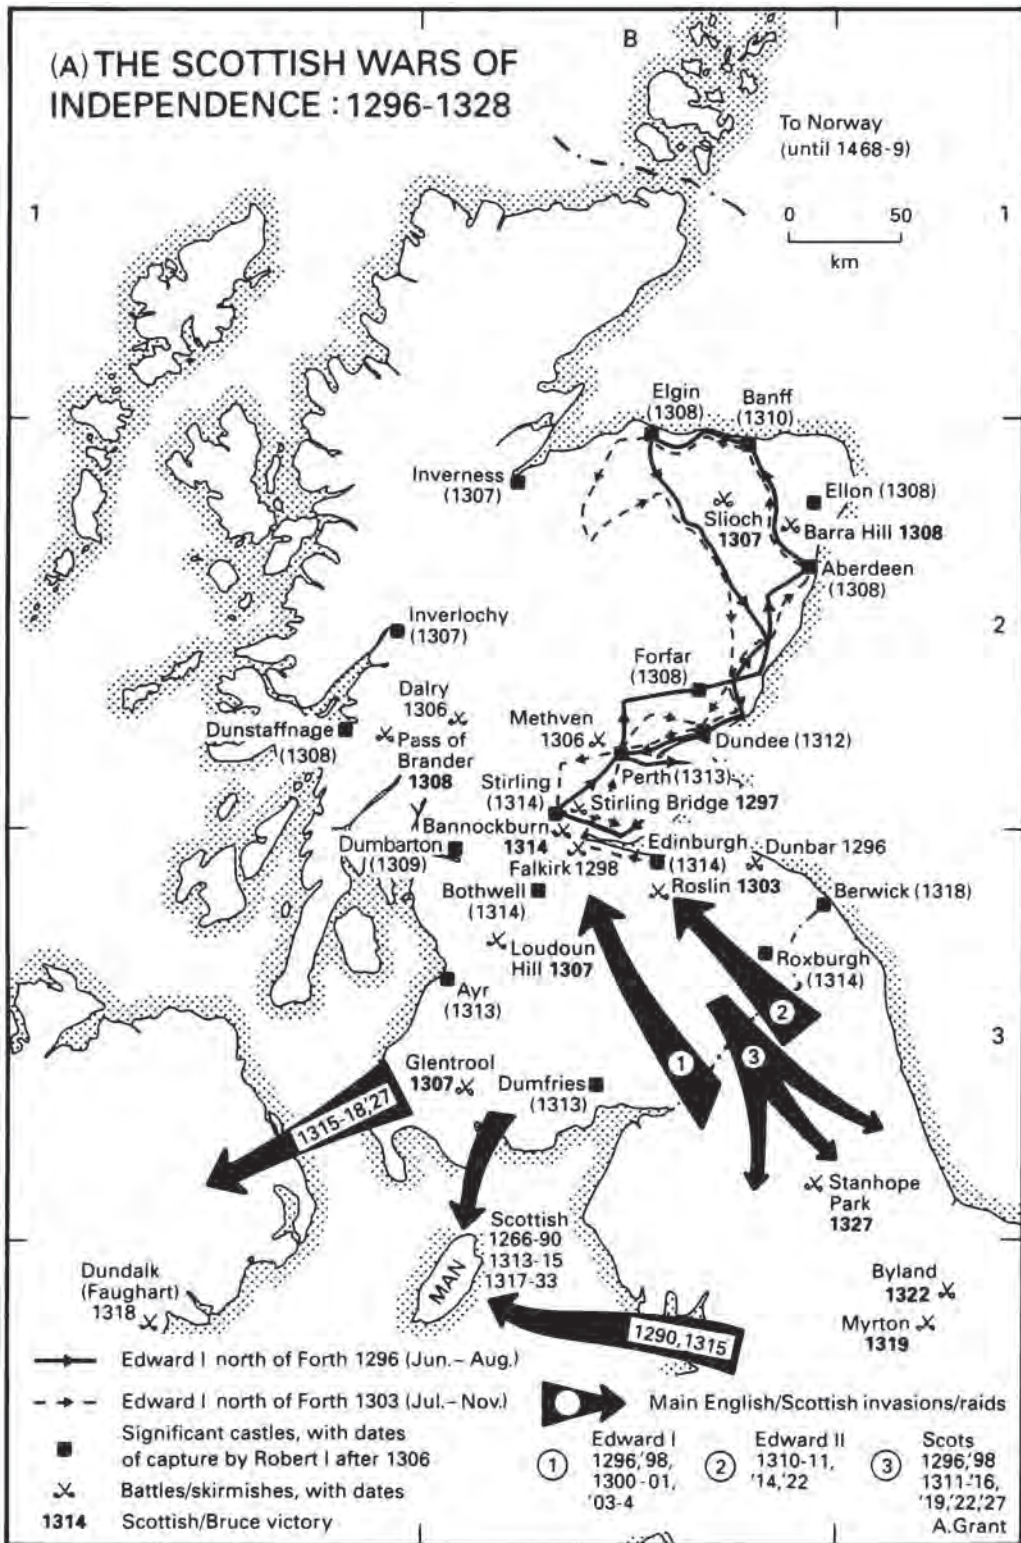 B
(A) THE SCOTTISH WARS OF
INDEPENDENCE : 1296-1328
To Norway
(until 1468-9)
1
1
0 50
km
Elgin
(1308)
Banff
(1310)
Inverness
(1307)
Ellon (1308)
Slioch
1307
Barra Hill 1308
Aberdeen
(1308)
Inverlochy
(1307)
2
Forfar
(1308)
Dalry
1306
Methven
1306
Dunstaffnage
(1308)
Pass of
Brander
1308
Dundee (1312)
Perth (1313)
Stirling
(1314)
Stirling Bridge 1297
Bannockburn
1314
Edinburgh
(1314)
Dunbar 1296
Dumbarton
(1309)
Falkirk 1298
Roslin 1303
Bothwell
(1314)
Berwick (1318)
Loudoun
Hill 1307
Roxburgh
(1314)
Ayr
(1313)
2
3
1
3
Glentrool
1307
Dumfries
(1313)
1315-18,'27
Stanhope
Park
1327
Scottish
1266-90
1313-15
1317-33
MAN
Dundalk
(Faughart)
1318
Byland
1322
Myrton
1319
1290, 1315
Edward I north of Forth 1296 (Jun.-Aug.)
Edward I north of Forth 1303 (Jul.-Nov.)
Significant castles, with dates
of capture by Robert I after 1306
Battles/skirmishes, with dates
1314 Scottish/Bruce victory
Main English/Scottish invasions/raids
1 Edward I
1296,'98,
1300-01,
'03-4
2 Edward II
1310-11,
'14,'22
3 Scots
1296,'98
1311-16,
'19,'22,'27
A.Grant